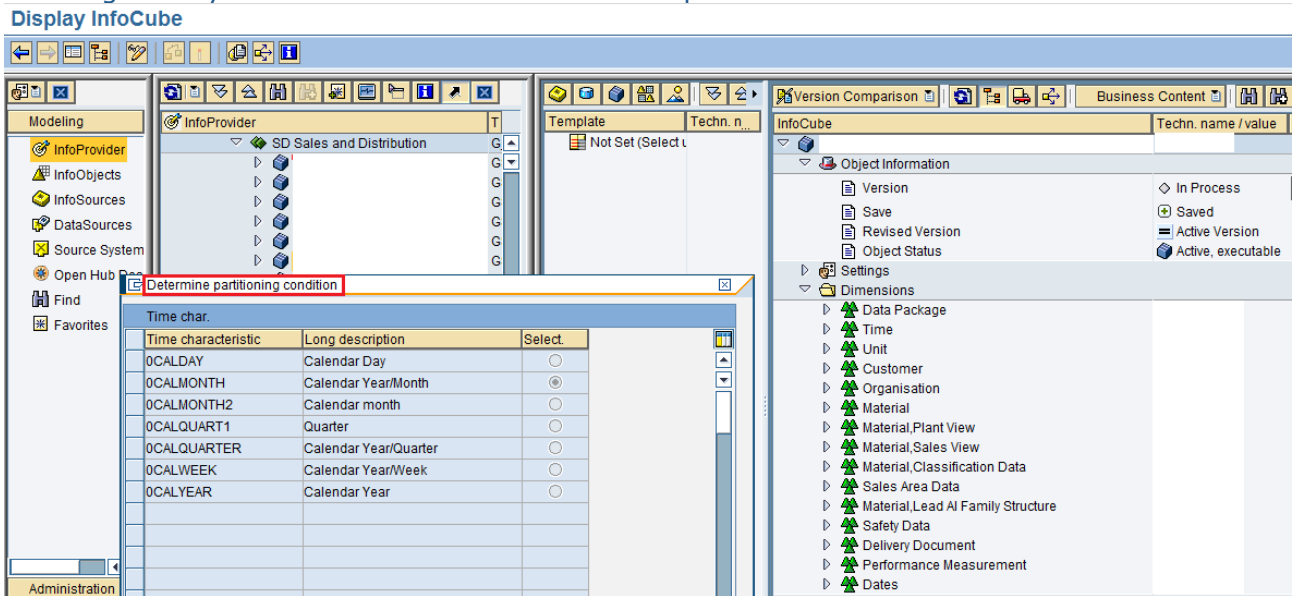 Display InfoCube
Modeling
InfoProvider
InfoObjects
InfoSources
DataSources
Source System
Open Hub
Find
Favorites
Administration
InfoProvider T
SD Sales and Distribution G
G
G
G
G
G
G
Template Techn. n...
Not Set (Select u
Version Comparison Business Content
InfoCube Techn. name / value
Object Information
Version In Process
Save Saved
Revised Version Active Version
Object Status Active, executable
Settings
Dimensions
Data Package
Time
Unit
Customer
Organisation
Material
Material,Plant View
Material,Sales View
Material,Classification Data
Sales Area Data
Material,Lead Al Family Structure
Safety Data
Delivery Document
Performance Measurement
Dates
Determine partitioning condition
Time char.
Time characteristic Long description Select.
0CALDAY Calendar Day
0CALMONTH Calendar Year/Month
0CALMONTH2 Calendar month
0CALQUART1 Quarter
0CALQUARTER Calendar Year/Quarter
0CALWEEK Calendar Year/Week
0CALYEAR Calendar Year